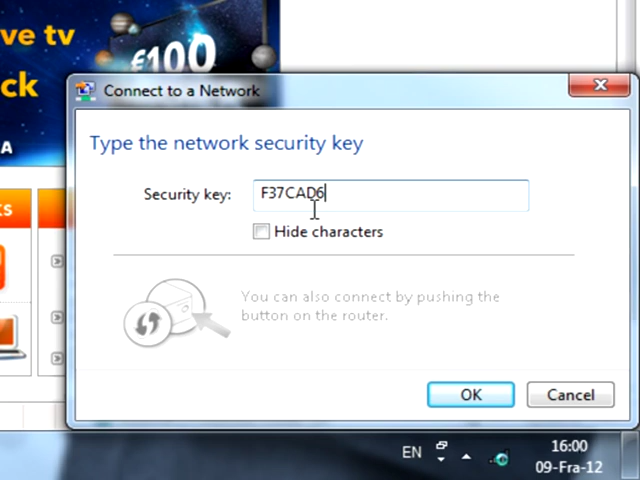 ve tv
€100
ck
A
Connect to a Network
Type the network security key
Security key: F37CAD6
Hide characters
You can also connect by pushing the
button on the router.
OK
Cancel
EN
16:00
09-Fra-12